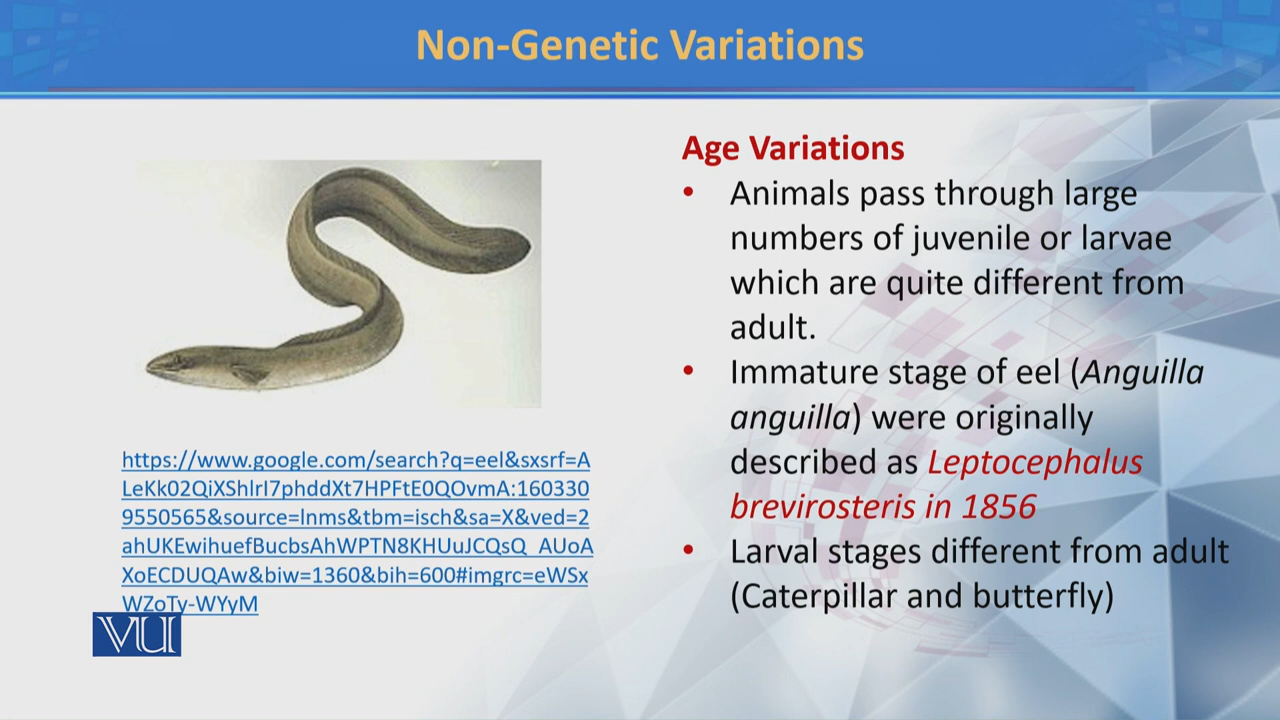 Non-Genetic Variations
Age Variations
• Animals pass through large
numbers of juvenile or larvae
which are quite different from
adult.
• Immature stage of eel (Anguilla
anguilla) were originally
described as Leptocephalus
brevirosteris in 1856
• Larval stages different from adult
(Caterpillar and butterfly)
https://www.google.com/search?q=eel&sxsrf=A
LeKk02QiXShlrI7phddXt7HPFtE0QOvmA:160330
9550565&source=lnms&tbm=isch&sa=X&ved=2
ahUKEwihuefBucbsAhWPTN8KHUuJCQsQ_AUoA
XoECDUQAw&biw=1360&bih=600#imgrc=eWSx
WZoTy-WYyM
VU